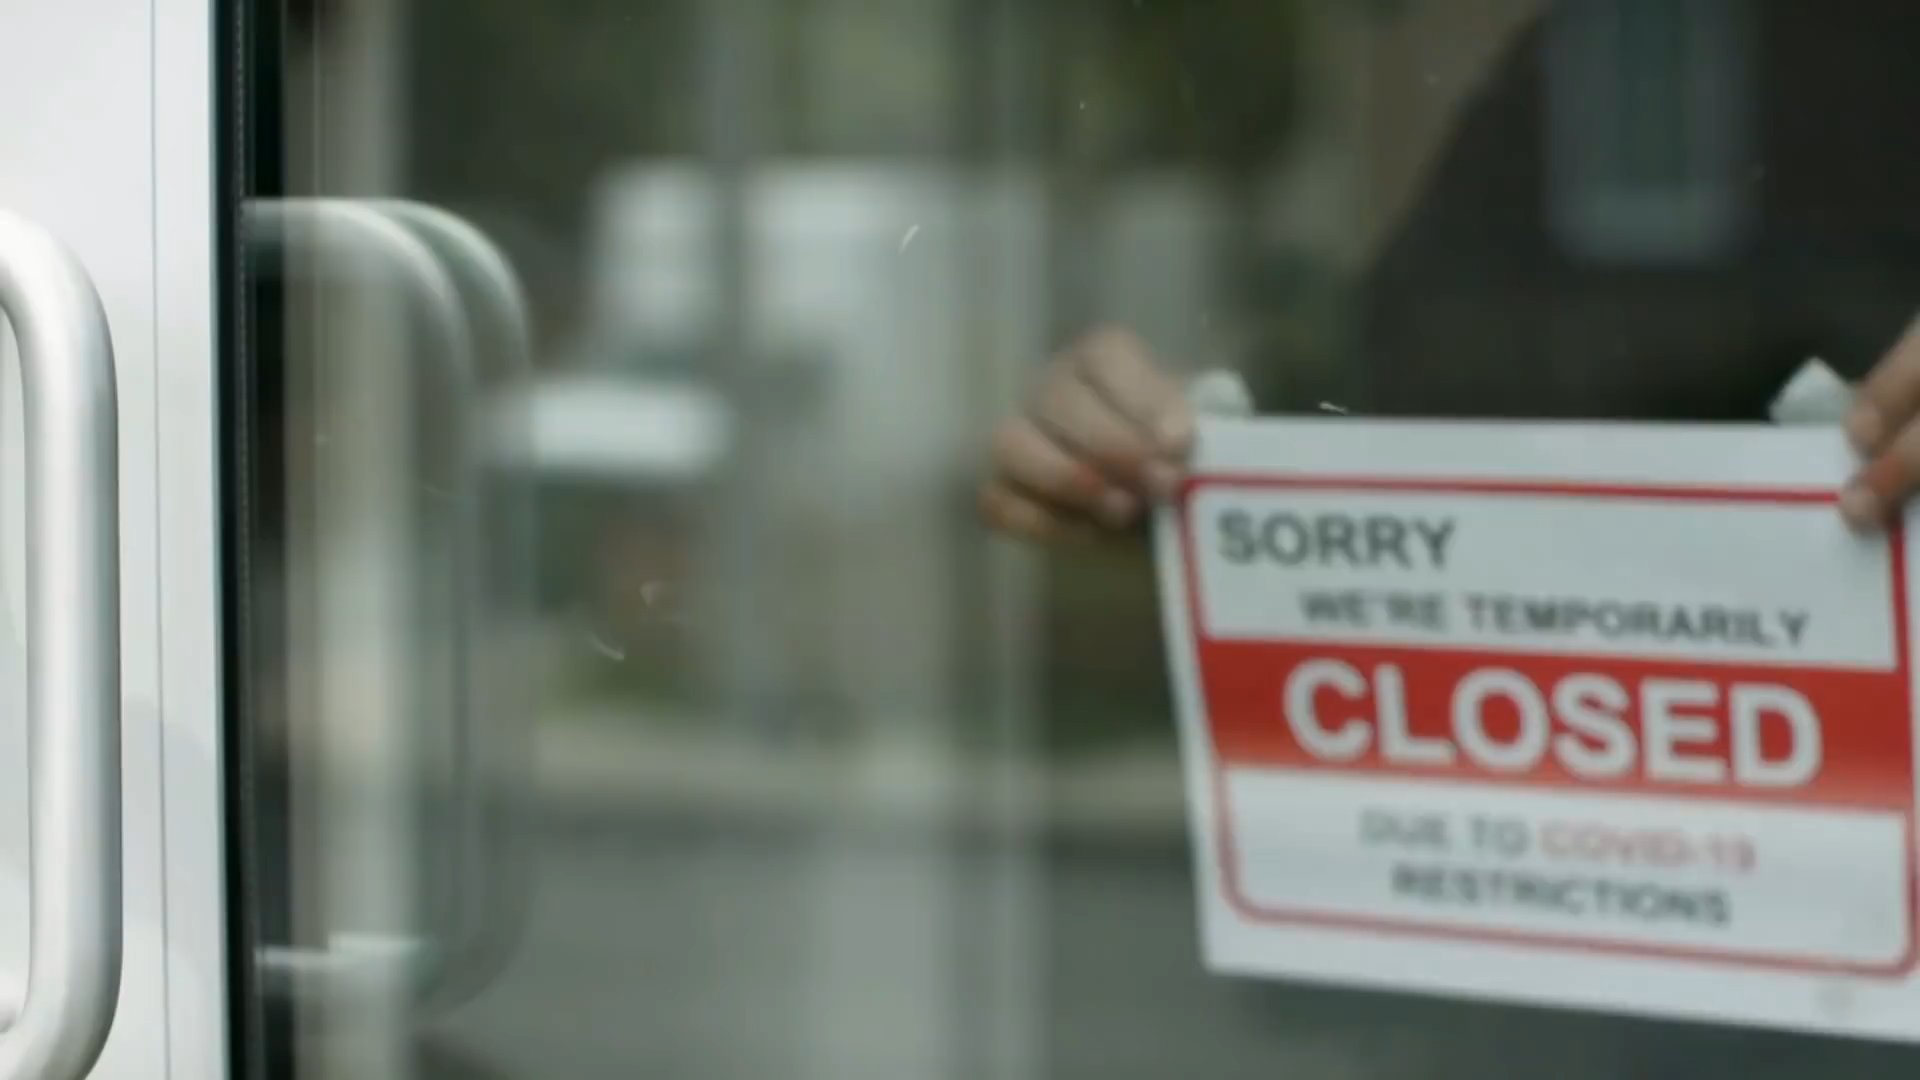 SORRY
WE'RE TEMPORARILY
CLOSED
DUE TO COVID-19
RESTRICTIONS